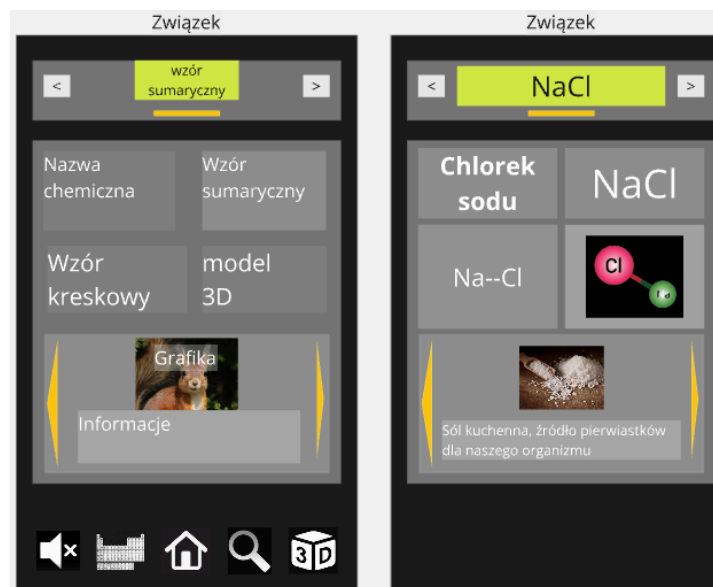 Związek
<
wzór
sumaryczny
>
Nazwa
chemiczna
Wzór
sumaryczny
Wzór
kreskowy
model
3D
Grafika
Informacje
3D
Związek
<
NaCl
>
Chlorek
sodu
NaCl
Na--Cl
Cl
Na
Sól kuchenna, źródło pierwiastków
dla naszego organizmu